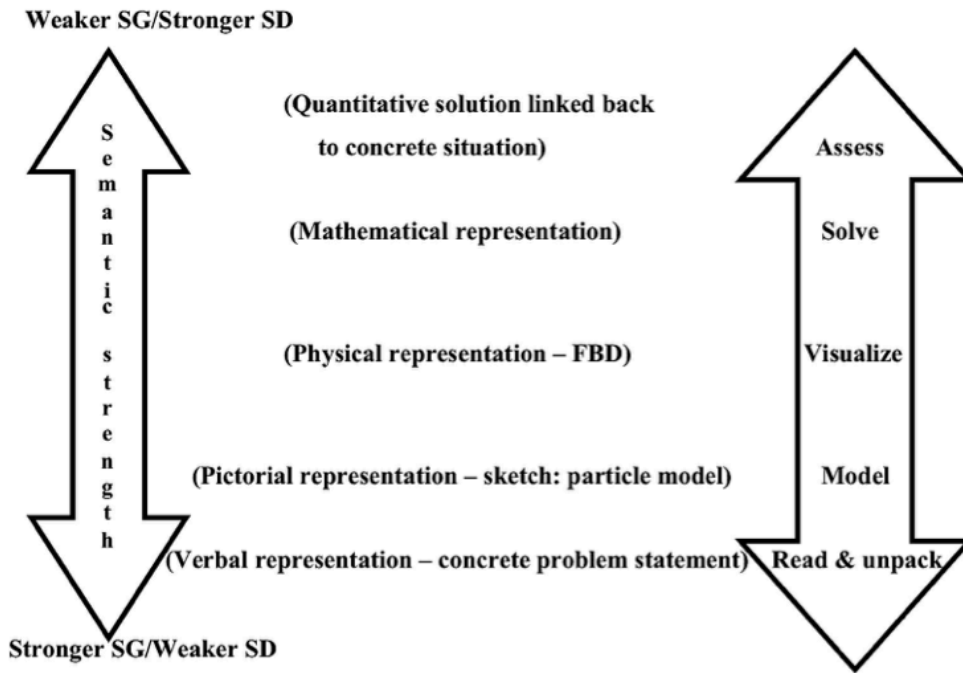 Weaker SG/Stronger SD
Semantic strength
(Quantitative solution linked back
to concrete situation)
Assess
(Mathematical representation)
Solve
(Physical representation – FBD)
Visualize
(Pictorial representation – sketch: particle model)
Model
(Verbal representation – concrete problem statement)
Read & unpack
Stronger SG/Weaker SD